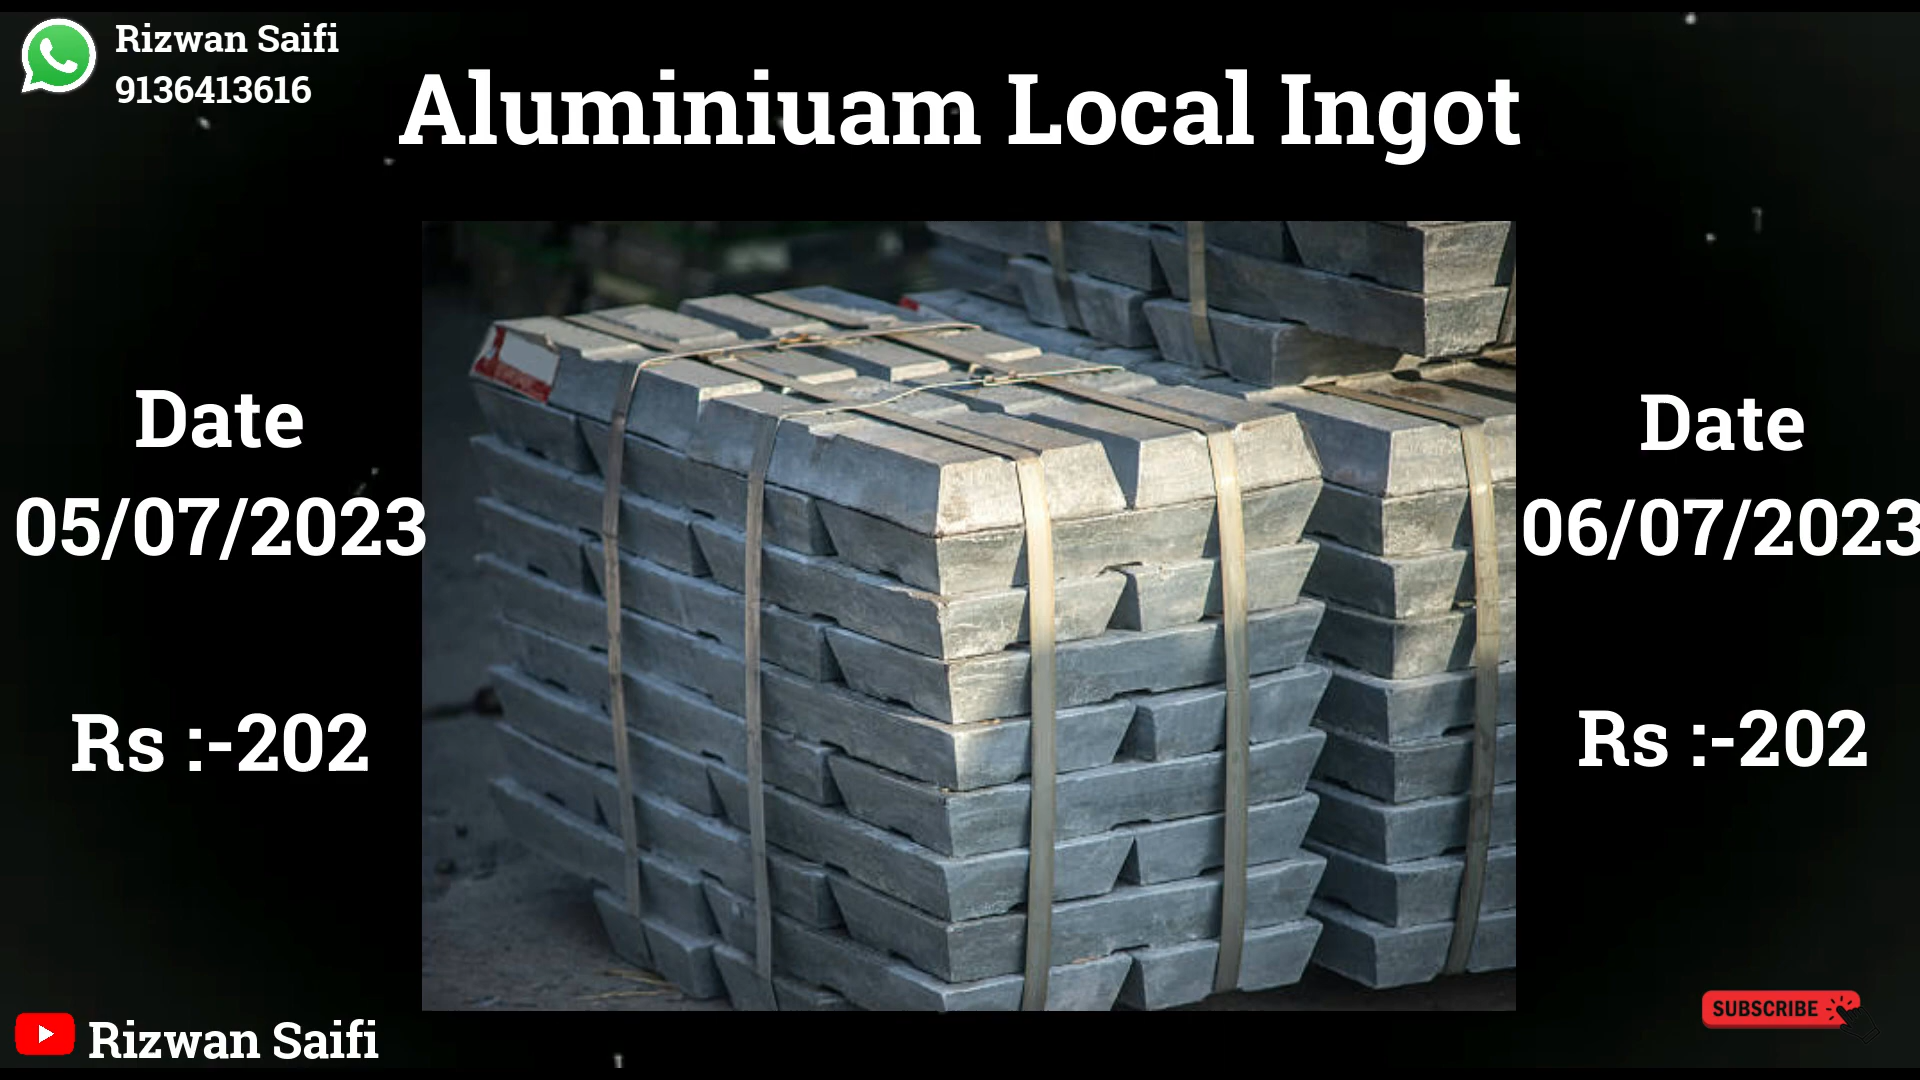 Rizwan Saifi
9136413616
Aluminiuam Local Ingot
Date
05/07/2023
Rs :-202
Date
06/07/2023
Rs :-202
Rizwan Saifi
SUBSCRIBE